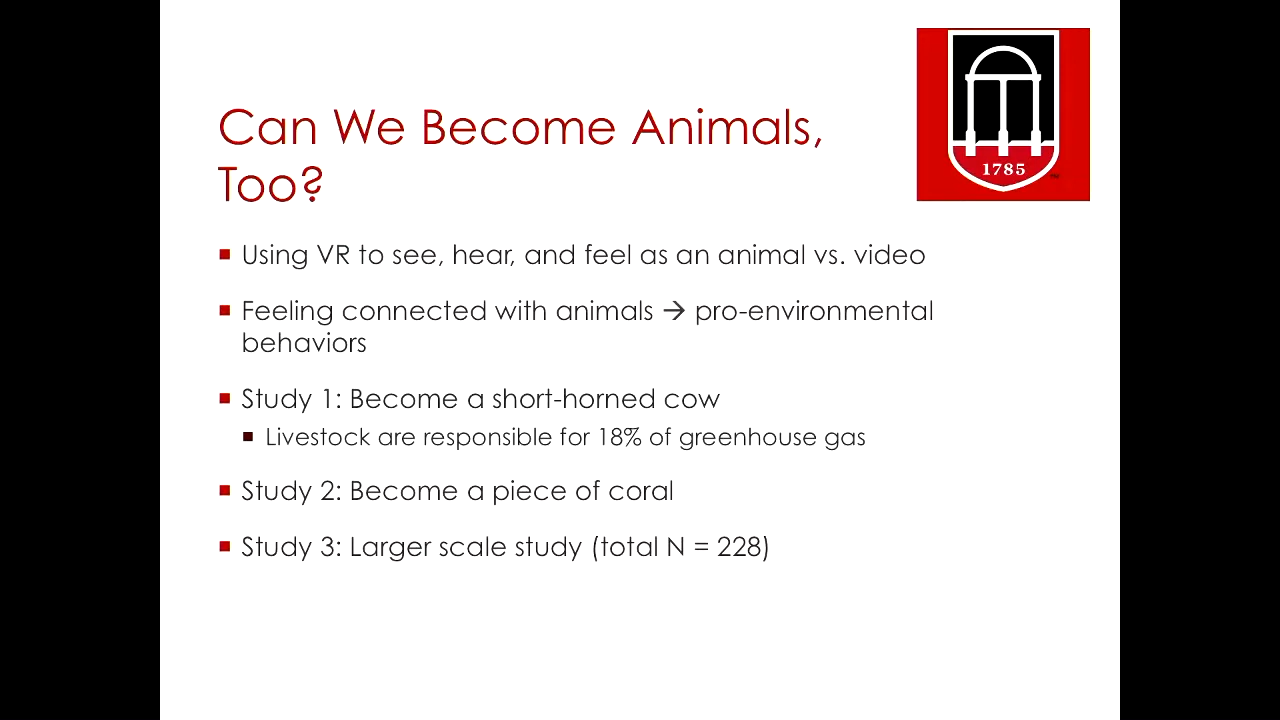 Can We Become Animals,
Too?
1785
Using VR to see, hear, and feel as an animal vs. video
Feeling connected with animals → pro-environmental
behaviors
Study 1: Become a short-horned cow
Livestock are responsible for 18% of greenhouse gas
Study 2: Become a piece of coral
Study 3: Larger scale study (total N = 228)